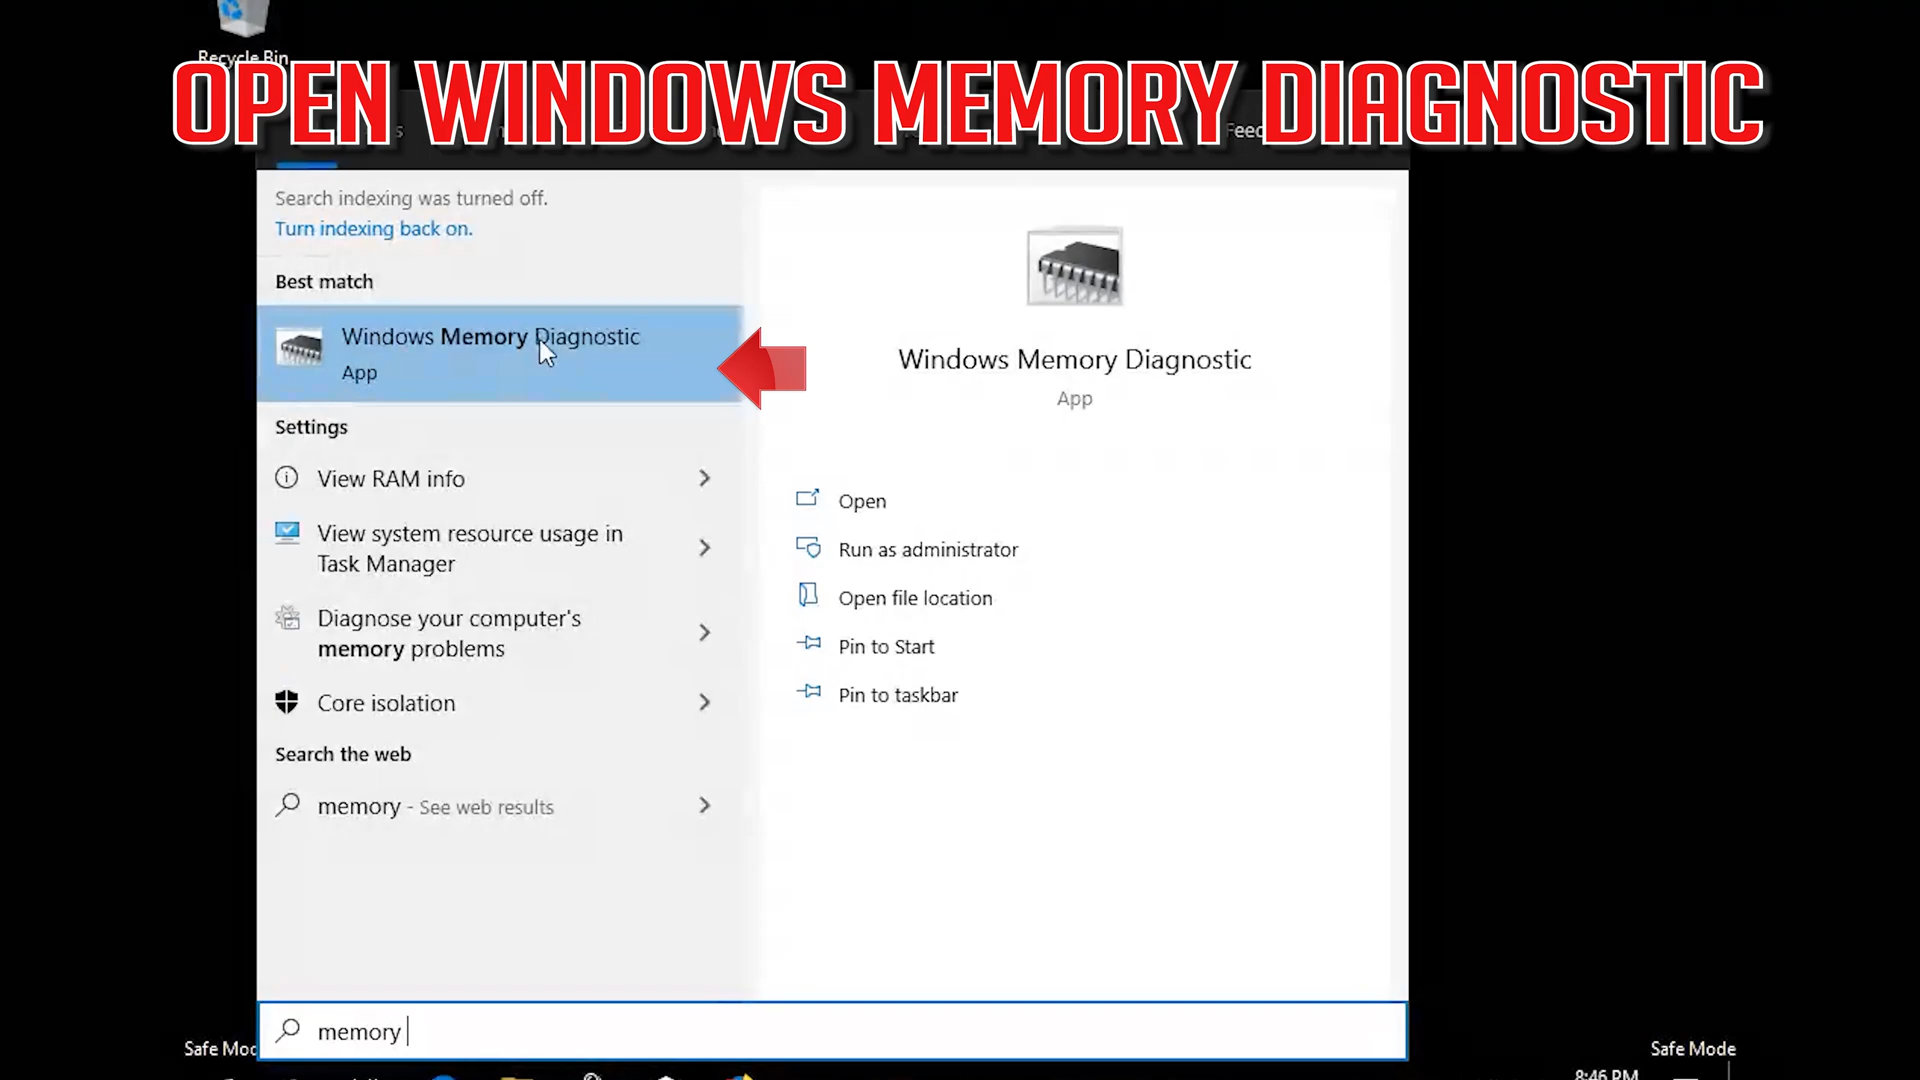 Recycle Bin
OPEN WINDOWS MEMORY DIAGNOSTIC
Feed
Search indexing was turned off.
Turn indexing back on.
Best match
Windows Memory Diagnostic
App
Settings
View RAM info
View system resource usage in
Task Manager
Diagnose your computer's
memory problems
Core isolation
Search the web
memory - See web results
Windows Memory Diagnostic
App
Open
Run as administrator
Open file location
Pin to Start
Pin to taskbar
memory
Safe Mod
Safe Mode
8:46 PM